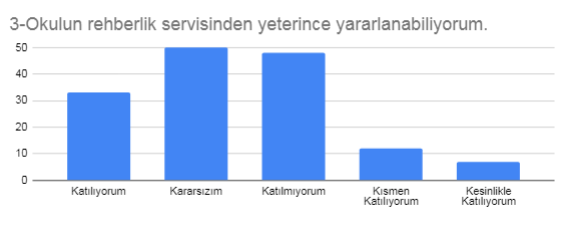 3-Okulun rehberlik servisinden yeterince yararlanabiliyorum.
50
40
30
20
10
0
Katılıyorum
Kararsızım
Katılmıyorum
Kısmen
Katılıyorum
Kesinlikle
Katılıyorum